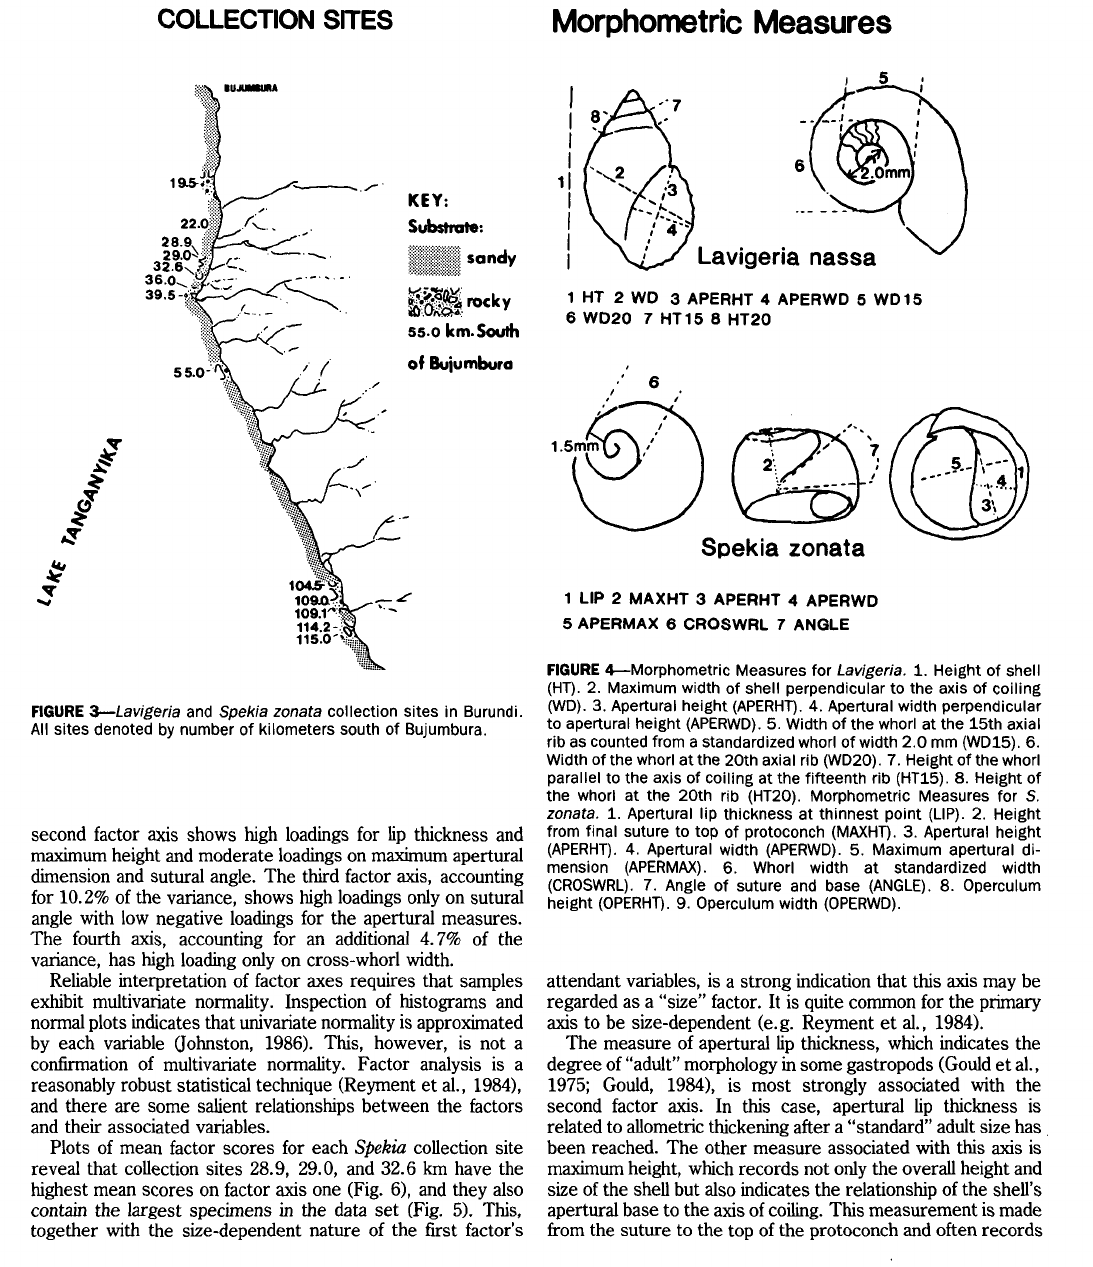 COLLECTION SITES
BUJUMBURA
19.5
22.0
28.9
29.0
32.6
36.0
39.5
55.0
KEY:
Substrate:
sandy
rocky
55.0 km. South
of Bujumbura
LAKE TANGANYIKA
104.5
109.0
109.1
114.2
115.0
FIGURE 3—Lavigeria and Spekia zonata collection sites in Burundi.
All sites denoted by number of kilometers south of Bujumbura.
second factor axis shows high loadings for lip thickness and
maximum height and moderate loadings on maximum apertural
dimension and sutural angle. The third factor axis, accounting
for 10.2% of the variance, shows high loadings only on sutural
angle with low negative loadings for the apertural measures.
The fourth axis, accounting for an additional 4.7% of the
variance, has high loading only on cross-whorl width.
Reliable interpretation of factor axes requires that samples
exhibit multivariate normality. Inspection of histograms and
normal plots indicates that univariate normality is approximated
by each variable (Johnston, 1986). This, however, is not a
confirmation of multivariate normality. Factor analysis is a
reasonably robust statistical technique (Reyment et al., 1984),
and there are some salient relationships between the factors
and their associated variables.
Plots of mean factor scores for each Spekia collection site
reveal that collection sites 28.9, 29.0, and 32.6 km have the
highest mean scores on factor axis one (Fig. 6), and they also
contain the largest specimens in the data set (Fig. 5). This,
together with the size-dependent nature of the first factor's
Morphometric Measures
1
8
7
2
3
4
5
6
2.0mm
Lavigeria nassa
1 HT 2 WD 3 APERHT 4 APERWD 5 WD15
6 WD20 7 HT15 8 HT20
6
1.5mm
2
7
5
1
4
3
Spekia zonata
1 LIP 2 MAXHT 3 APERHT 4 APERWD
5 APERMAX 6 CROSWRL 7 ANGLE
FIGURE 4—Morphometric Measures for Lavigeria. 1. Height of shell
(HT). 2. Maximum width of shell perpendicular to the axis of coiling
(WD). 3. Apertural height (APERHT). 4. Apertural width perpendicular
to apertural height (APERWD). 5. Width of the whorl at the 15th axial
rib as counted from a standardized whorl of width 2.0 mm (WD15). 6.
Width of the whorl at the 20th axial rib (WD20). 7. Height of the whorl
parallel to the axis of coiling at the fifteenth rib (HT15). 8. Height of
the whorl at the 20th rib (HT20). Morphometric Measures for S.
zonata. 1. Apertural lip thickness at thinnest point (LIP). 2. Height
from final suture to top of protoconch (MAXHT). 3. Apertural height
(APERHT). 4. Apertural width (APERWD). 5. Maximum apertural di-
mension (APERMAX). 6. Whorl width at standardized width
(CROSWRL). 7. Angle of suture and base (ANGLE). 8. Operculum
height (OPERHT). 9. Operculum width (OPERWD).
attendant variables, is a strong indication that this axis may be
regarded as a "size" factor. It is quite common for the primary
axis to be size-dependent (e.g. Reyment et al., 1984).
The measure of apertural lip thickness, which indicates the
degree of "adult" morphology in some gastropods (Gould et al.,
1975; Gould, 1984), is most strongly associated with the
second factor axis. In this case, apertural lip thickness is
related to allometric thickening after a "standard" adult size has
been reached. The other measure associated with this axis is
maximum height, which records not only the overall height and
size of the shell but also indicates the relationship of the shell's
apertural base to the axis of coiling. This measurement is made
from the suture to the top of the protoconch and often records